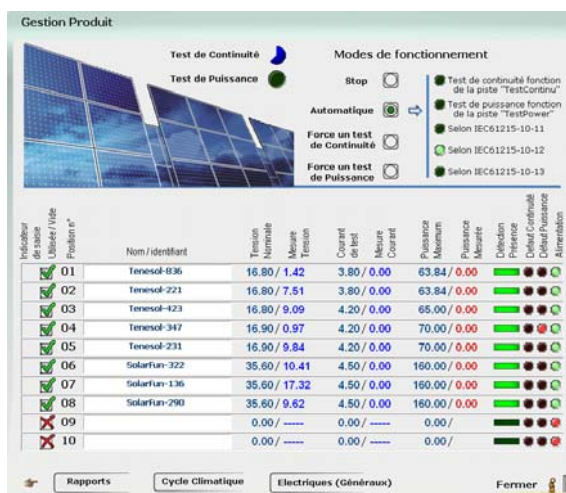 Gestion Produit
Test de Continuité
Test de Puissance
Modes de fonctionnement
Stop
Automatique
Force un test
de Continuité
Force un test
de Puissance
Test de continuité fonction
de la piste "TestContinu"
Test de puissance fonction
de la piste "TestPower"
Selon IEC61215-10-11
Selon IEC61215-10-12
Selon IEC61215-10-13
Indicateur
de saisie
Utilisée / Vide
Position n°
Nom / identifiant
Tension
Nominale
Mesure
Tension
Courant
de test
Mesure
Courant
Puissance
Maximum
Puissance
Mesurée
Détection
Présence
Défaut Continuité
Défaut Puissance
Alimentation
01 Tenesol-836 16.80 / 1.42 3.80 / 0.00 63.84 / 0.00
02 Tenesol-221 16.80 / 7.51 3.80 / 0.00 63.84 / 0.00
03 Tenesol-423 16.80 / 9.09 4.20 / 0.00 65.00 / 0.00
04 Tenesol-347 16.90 / 0.97 4.20 / 0.00 70.00 / 0.00
05 Tenesol-231 16.90 / 9.84 4.20 / 0.00 70.00 / 0.00
06 SolarFun-322 35.60 / 10.41 4.50 / 0.00 160.00 / 0.00
07 SolarFun-136 35.60 / 17.32 4.50 / 0.00 160.00 / 0.00
08 SolarFun-290 35.60 / 9.62 4.50 / 0.00 160.00 / 0.00
09 0.00 / ----- 0.00 / ----- 0.00 /
10 0.00 / ----- 0.00 / ----- 0.00 /
Rapports
Cycle Climatique
Electriques (Généraux)
Fermer